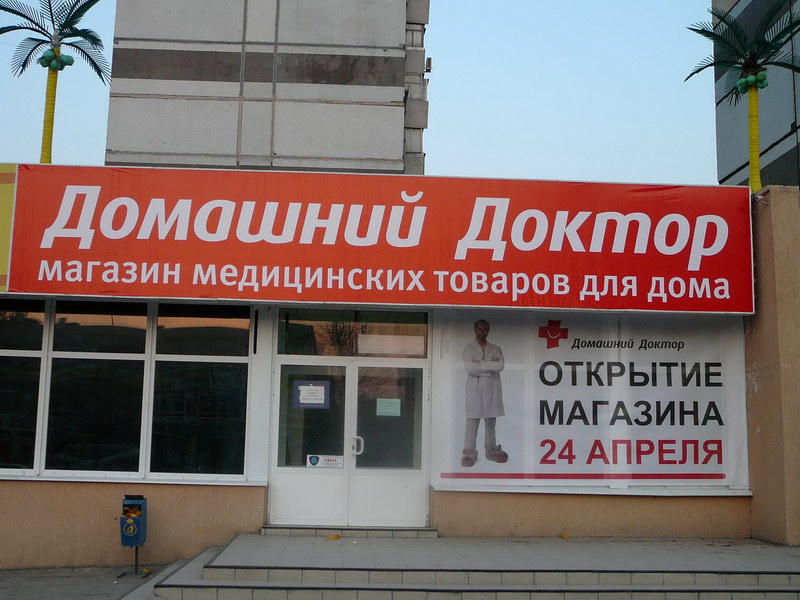 Домашний Доктор
магазин медицинских товаров для дома
Домашний Доктор
ОТКРЫТИЕ
МАГАЗИНА
24 АПРЕЛЯ